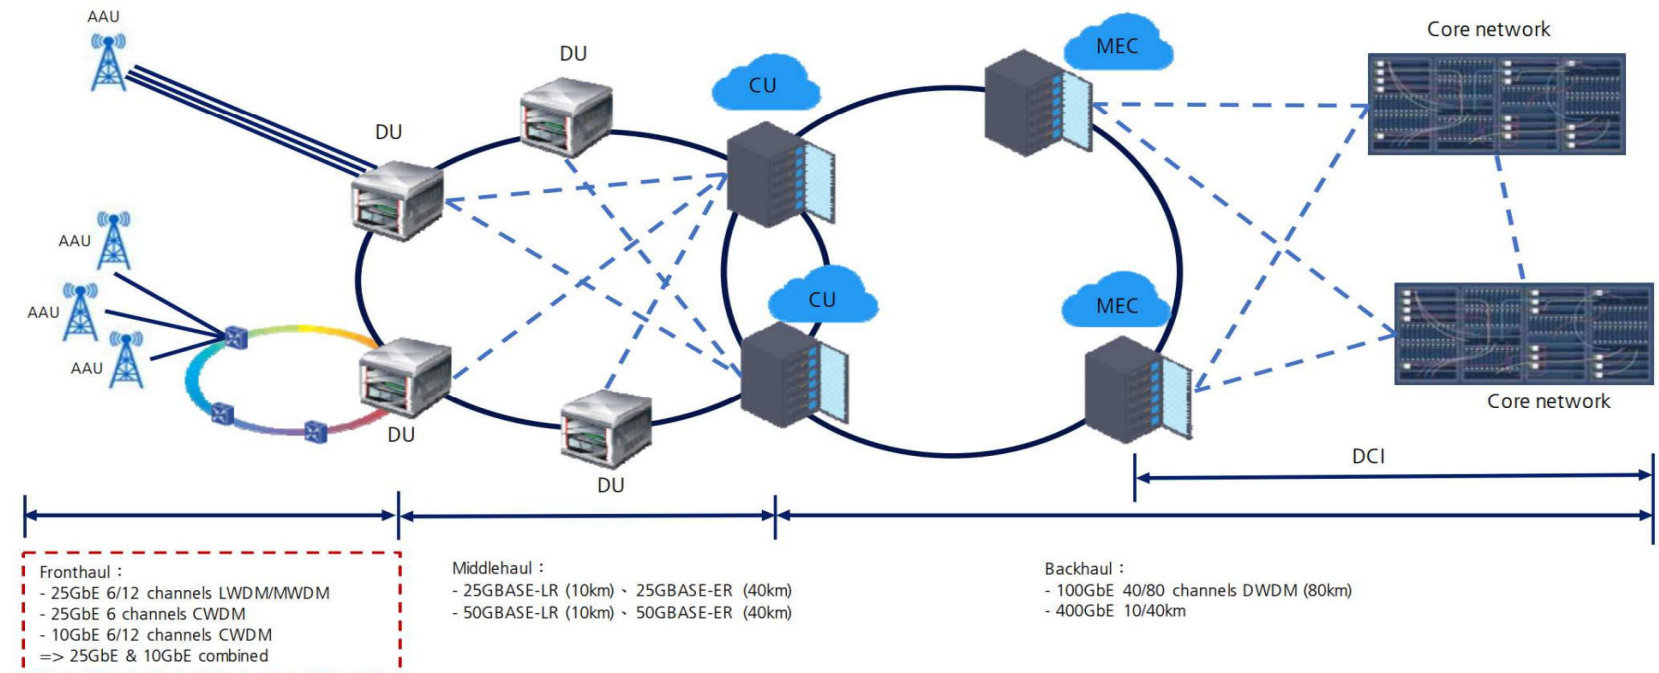 AAU
DU
DU
CU
MEC
Core network
AAU
AAU
AAU
DU
DU
CU
MEC
Core network
DCI
Fronthaul：
- 25GbE 6/12 channels LWDM/MWDM
- 25GbE 6 channels CWDM
- 10GbE 6/12 channels CWDM
=> 25GbE & 10GbE combined
Middlehaul：
- 25GBASE-LR (10km)、25GBASE-ER (40km)
- 50GBASE-LR (10km)、50GBASE-ER (40km)
Backhaul：
- 100GbE 40/80 channels DWDM (80km)
- 400GbE 10/40km